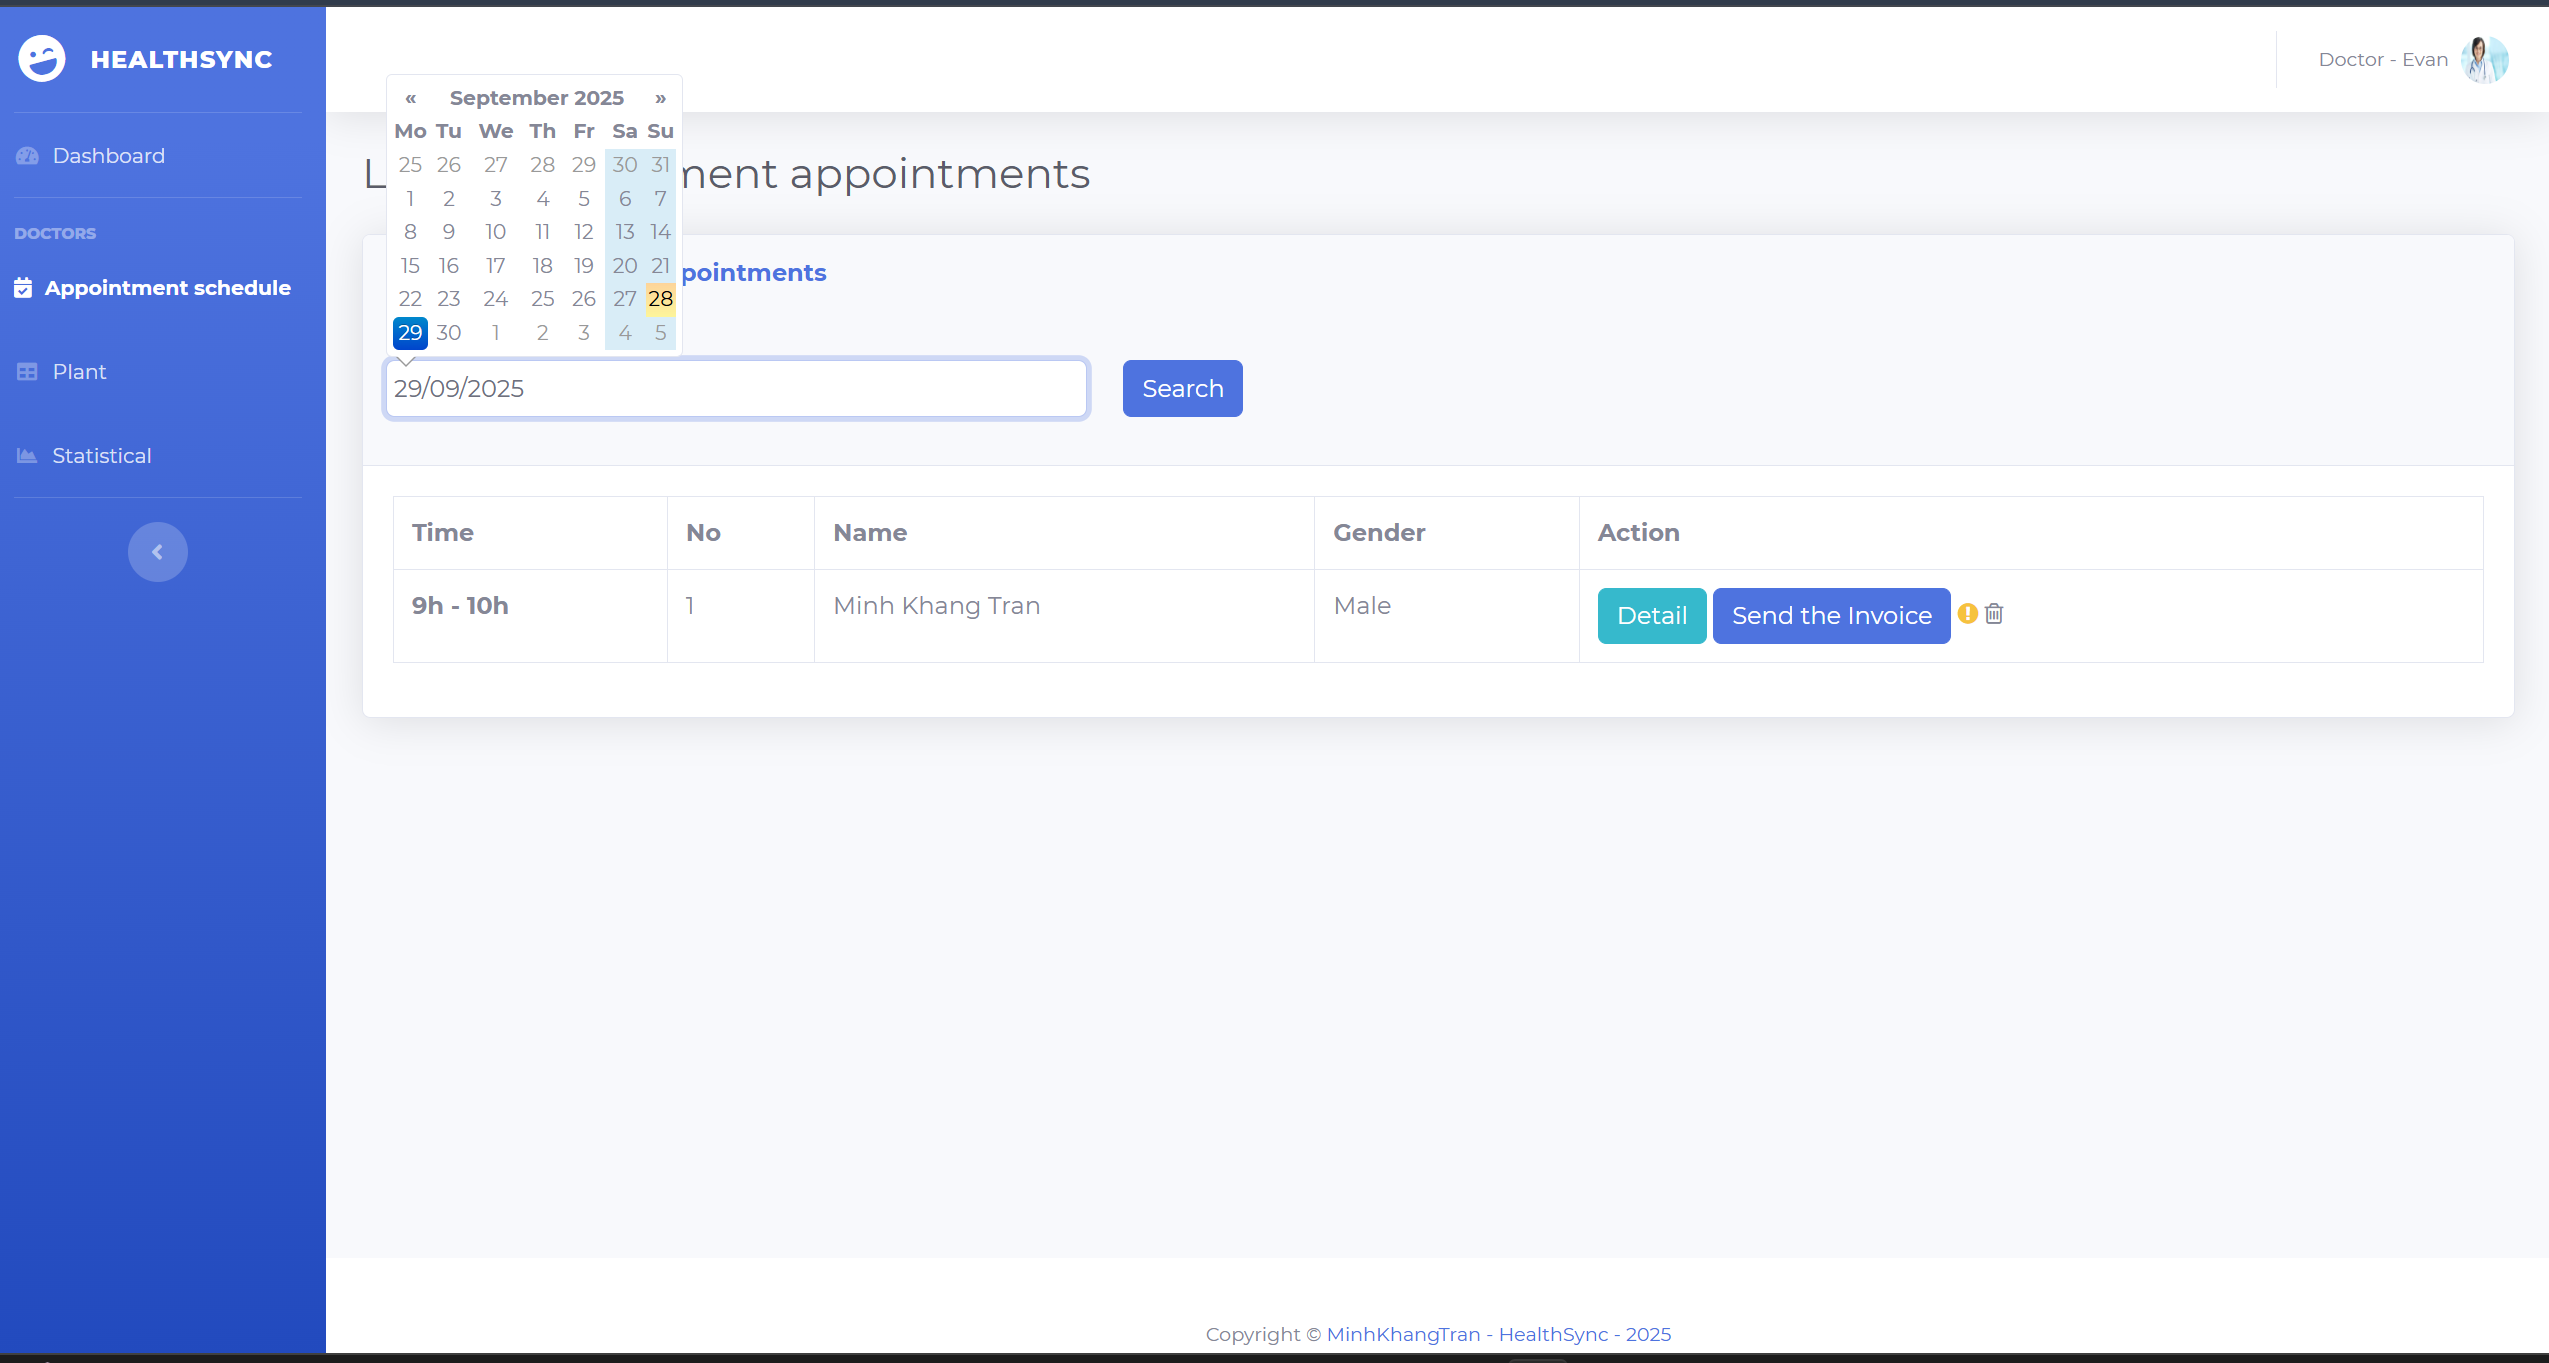 HEALTHSYNC
Doctor - Evan
Dashboard
DOCTORS
Appointment schedule
Plant
Statistical
« September 2025 »
Mo Tu We Th Fr Sa Su
25 26 27 28 29 30 31
1 2 3 4 5 6 7
8 9 10 11 12 13 14
15 16 17 18 19 20 21
22 23 24 25 26 27 28
29 30 1 2 3 4 5
appointments
29/09/2025
Search
Time No Name Gender Action
9h - 10h 1 Minh Khang Tran Male Detail Send the Invoice
Copyright © MinhKhangTran - HealthSync - 2025